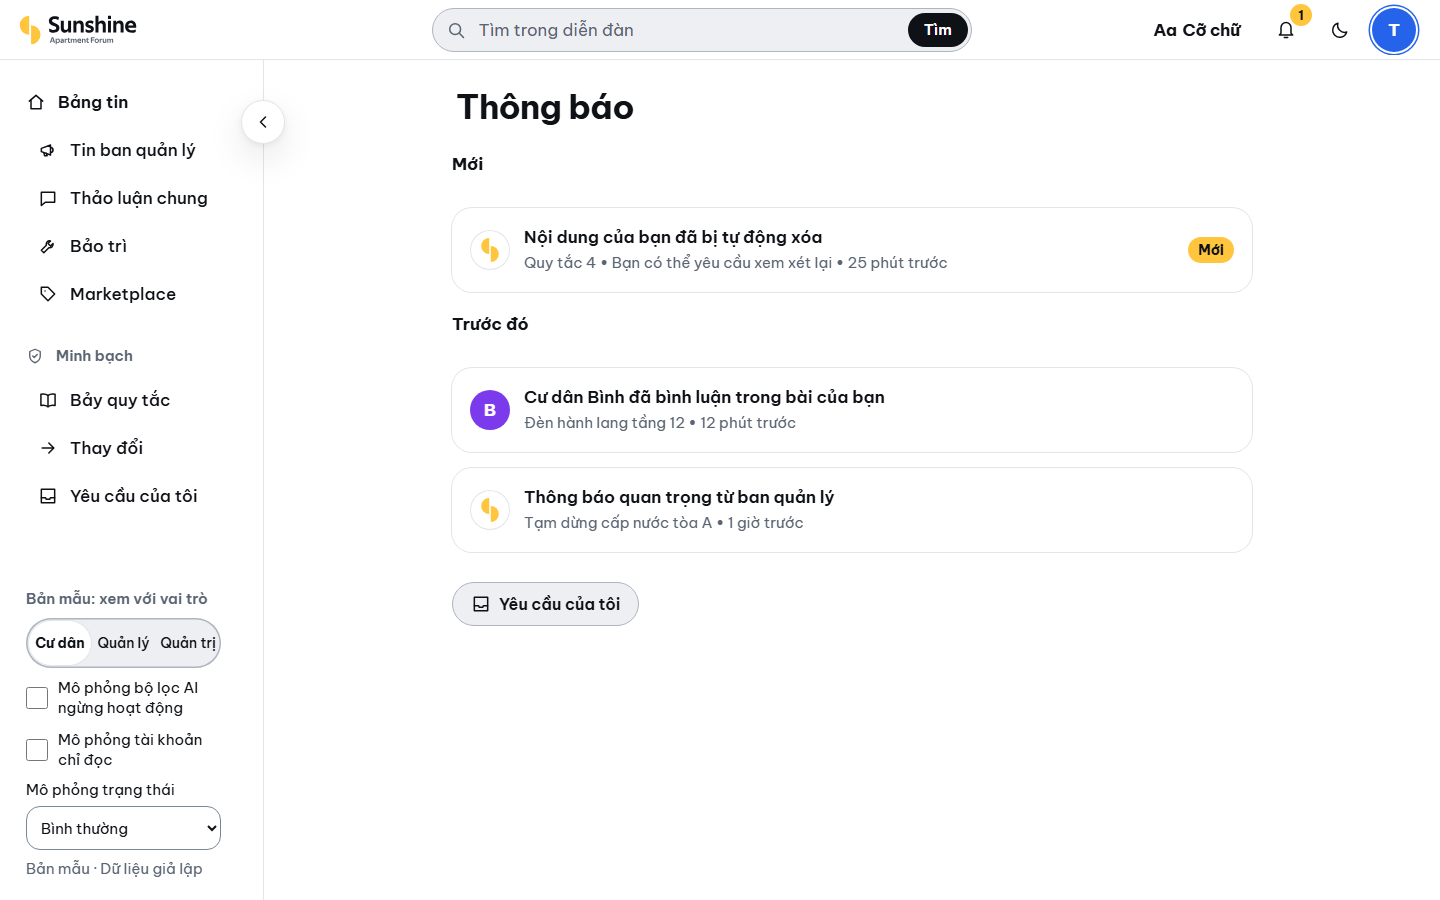 Sunshine
Apartment Forum
Tìm trong diễn đàn
Tìm
Aa Cỡ chữ
1
T
Bảng tin
Tin ban quản lý
Thảo luận chung
Bảo trì
Marketplace
Minh bạch
Bảy quy tắc
Thay đổi
Yêu cầu của tôi
Bản mẫu: xem với vai trò
Cư dân
Quản lý
Quản trị
Mô phỏng bộ lọc AI
ngừng hoạt động
Mô phỏng tài khoản
chỉ đọc
Mô phỏng trạng thái
Bình thường
Bản mẫu · Dữ liệu giả lập
Thông báo
Mới
Nội dung của bạn đã bị tự động xóa
Quy tắc 4 • Bạn có thể yêu cầu xem xét lại • 25 phút trước
Mới
Trước đó
B
Cư dân Bình đã bình luận trong bài của bạn
Đèn hành lang tầng 12 • 12 phút trước
Thông báo quan trọng từ ban quản lý
Tạm dừng cấp nước tòa A • 1 giờ trước
Yêu cầu của tôi